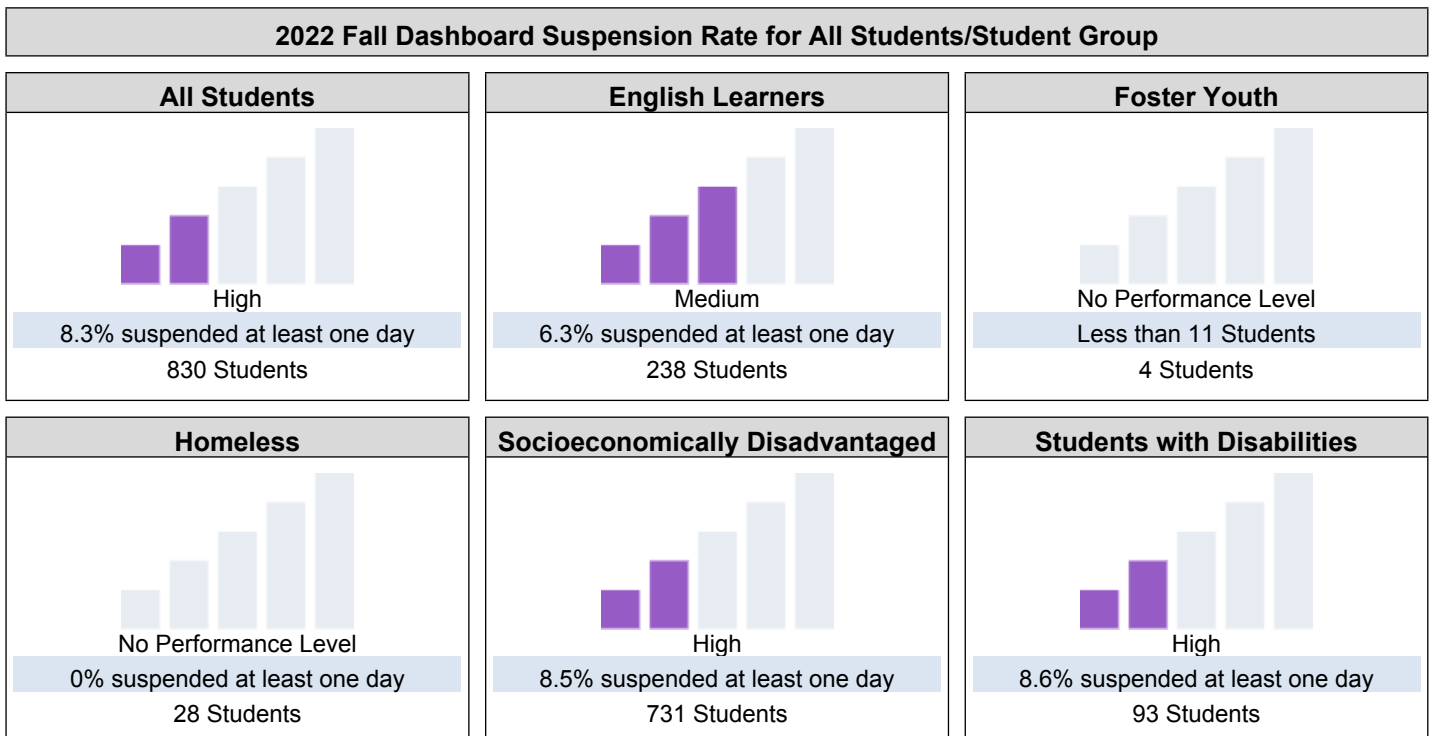 2022 Fall Dashboard Suspension Rate for All Students/Student Group
All Students
High
8.3% suspended at least one day
830 Students
English Learners
Medium
6.3% suspended at least one day
238 Students
Foster Youth
No Performance Level
Less than 11 Students
4 Students
Homeless
No Performance Level
0% suspended at least one day
28 Students
Socioeconomically Disadvantaged
High
8.5% suspended at least one day
731 Students
Students with Disabilities
High
8.6% suspended at least one day
93 Students